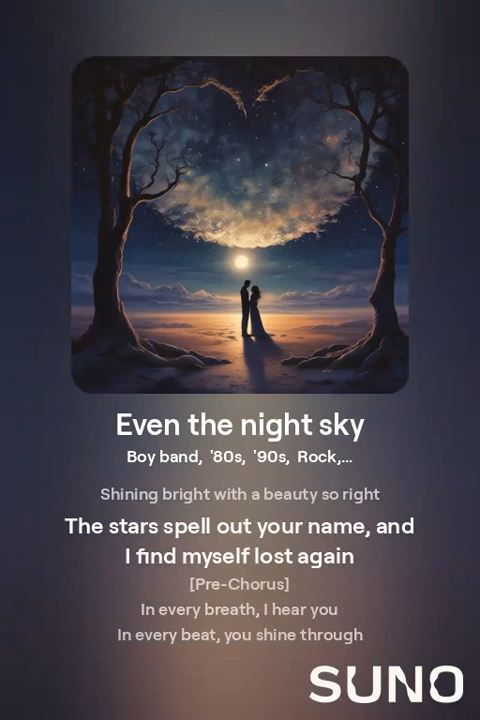 Even the night sky
Boy band, '80s, '90s, Rock,...
Shining bright with a beauty so right
The stars spell out your name, and
I find myself lost again
[Pre-Chorus]
In every breath, I hear you
In every beat, you shine through
SUNO